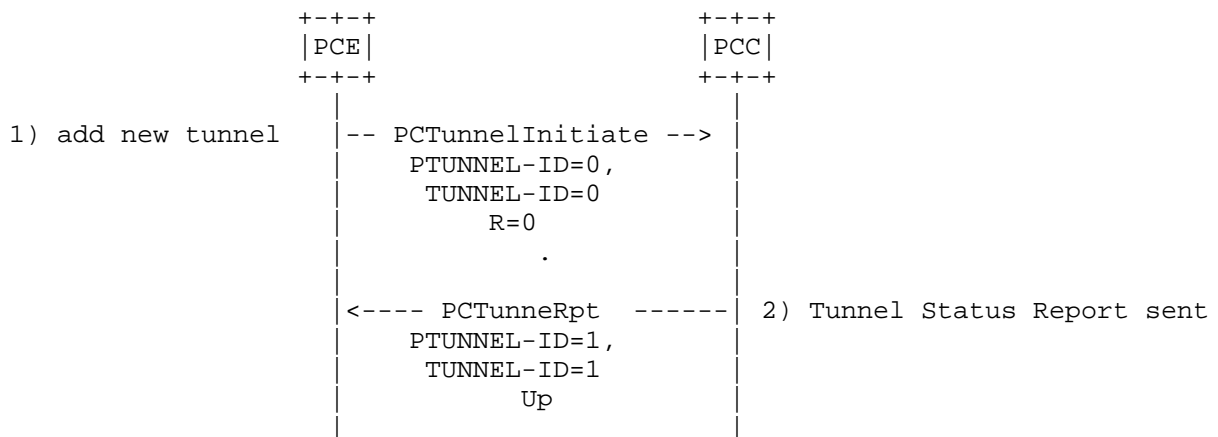 +-+-+                         +-+-+
|PCE|                         |PCC|
+-+-+                         +-+-+
1) add new tunnel   |-- PCTunnelInitiate --> |
|    PTUNNEL-ID=0,       |
|     TUNNEL-ID=0        |
|         R=0            |
|            .           |
|                        |
|<---- PCTunneRpt  ------| 2) Tunnel Status Report sent
|    PTUNNEL-ID=1,       |
|     TUNNEL-ID=1        |
|           Up           |
|                        |